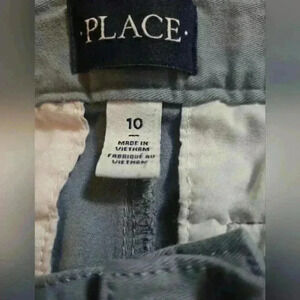 ·PLACE·
10
MADE IN
VIETNAM
FABRIQUÉ AU
VIETNAM